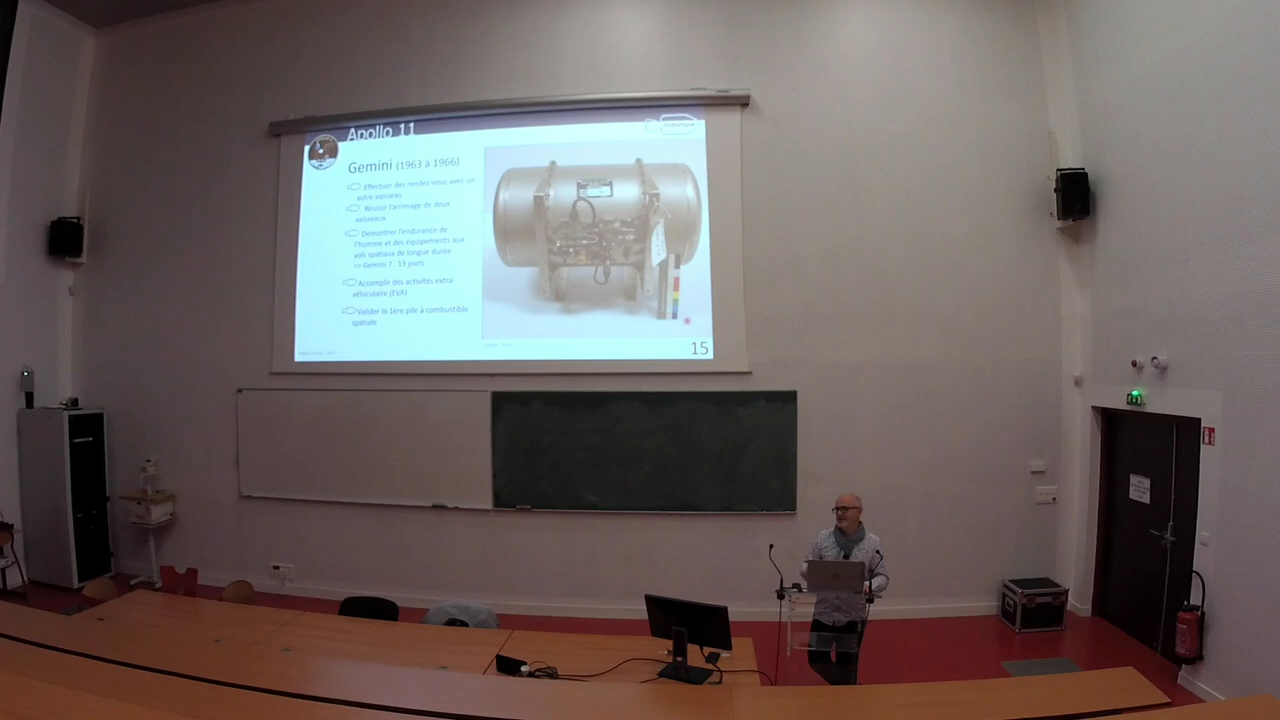 Apollo 11
Historique
Gemini (1963 à 1966)
Effectuer des rendez-vous avec un
autre vaisseau
Réussir l'arrimage de deux
vaisseaux
Démontrer l'endurance de
l'homme et des équipements aux
vols spatiaux de longue durée
=> Gemini 7 : 13 jours
Accomplir des activités extra
véhiculaire (EVA)
Valider la 1ère pile à combustible
spatiale
15